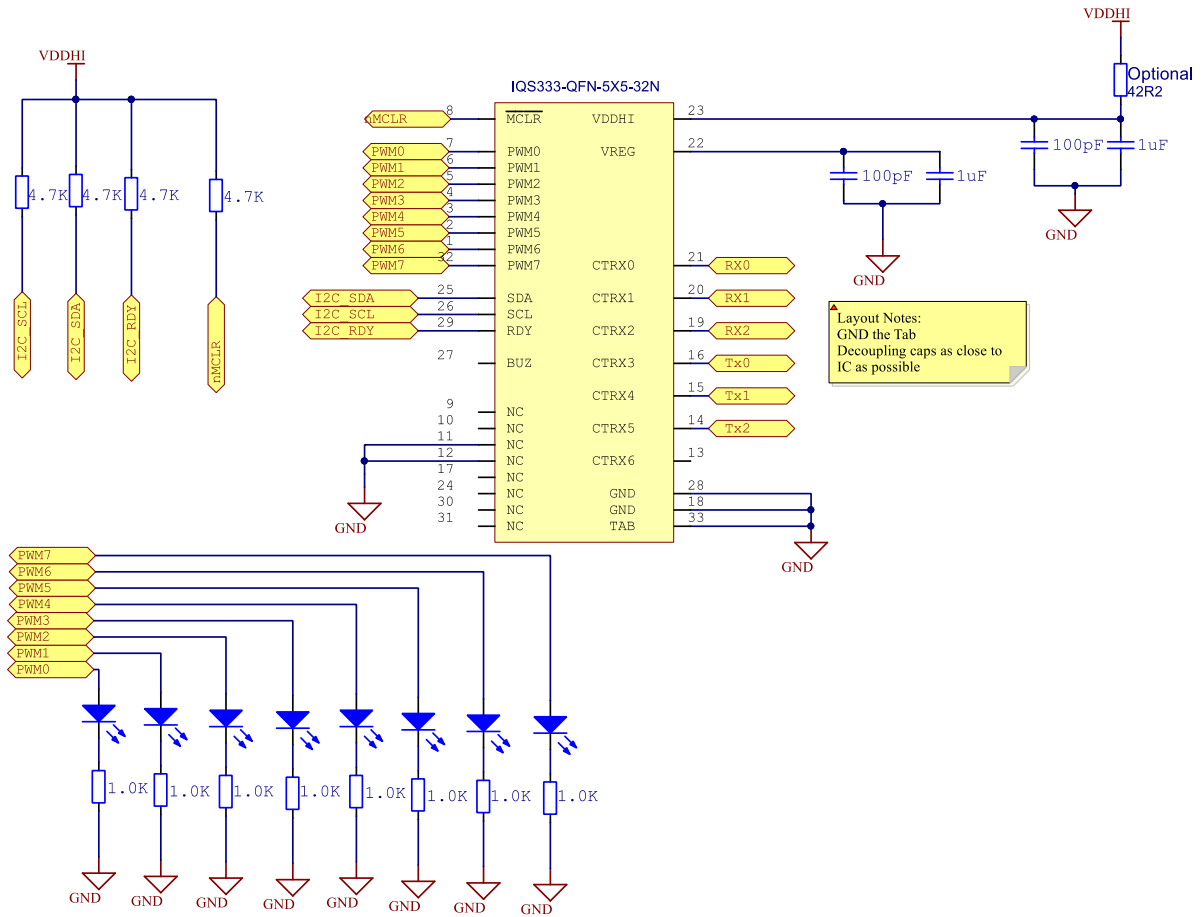 VDDHI
4.7K 4.7K 4.7K 4.7K
I2C_SCL
I2C_SDA
I2C_RDY
nMCLR
IQS333-QFN-5X5-32N
nMCLR 8 MCLR
PWM0 7 PWM0
PWM1 6 PWM1
PWM2 5 PWM2
PWM3 4 PWM3
PWM4 3 PWM4
PWM5 2 PWM5
PWM6 1 PWM6
PWM7 32 PWM7
I2C_SDA 25 SDA
I2C_SCL 26 SCL
I2C_RDY 29 RDY
27 BUZ
9 NC
10 NC
11 NC
12 NC
17 NC
24 NC
30 NC
31 NC
GND
VDDHI 23
VREG 22
CTRX0 21 RX0
CTRX1 20 RX1
CTRX2 19 RX2
CTRX3 16 Tx0
CTRX4 15 Tx1
CTRX5 14 Tx2
CTRX6 13
GND 28
GND 18
TAB 33
GND
VDDHI
Optional
42R2
100pF 1uF
GND
100pF 1uF
GND
Layout Notes:
GND the Tab
Decoupling caps as close to
IC as possible
PWM7
PWM6
PWM5
PWM4
PWM3
PWM2
PWM1
PWM0
1.0K 1.0K 1.0K 1.0K 1.0K 1.0K 1.0K 1.0K
GND GND GND GND GND GND GND GND